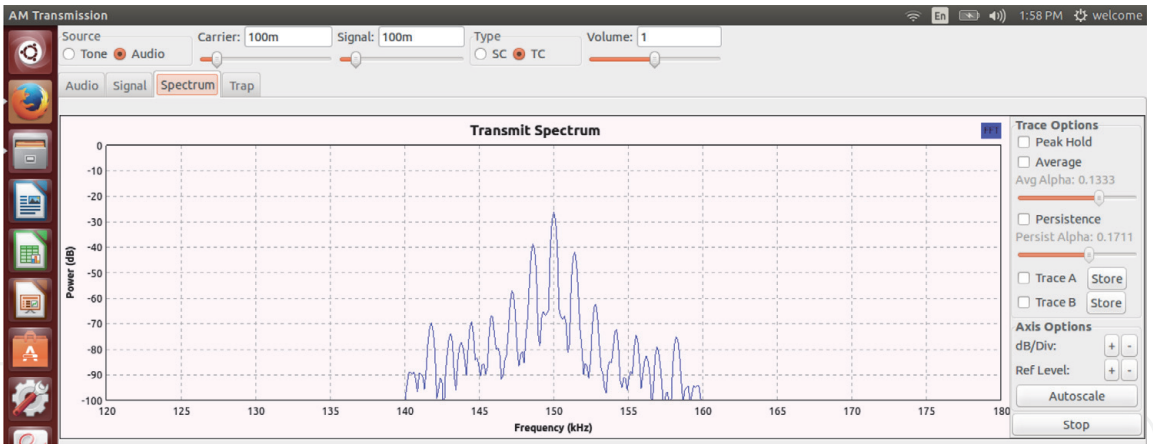 AM Transmission
En 1:58 PM welcome
Source Carrier: 100m Signal: 100m Type Volume: 1
Tone Audio SC TC
Audio Signal Spectrum Trap
Transmit Spectrum
FFT
Power (dB)
0
-10
-20
-30
-40
-50
-60
-70
-80
-90
-100
120 125 130 135 140 145 150 155 160 165 170 175 180
Frequency (kHz)
Trace Options
Peak Hold
Average
Avg Alpha: 0.1333
Persistence
Persist Alpha: 0.1711
Trace A Store
Trace B Store
Axis Options
dB/Div: + -
Ref Level: + -
Autoscale
Stop